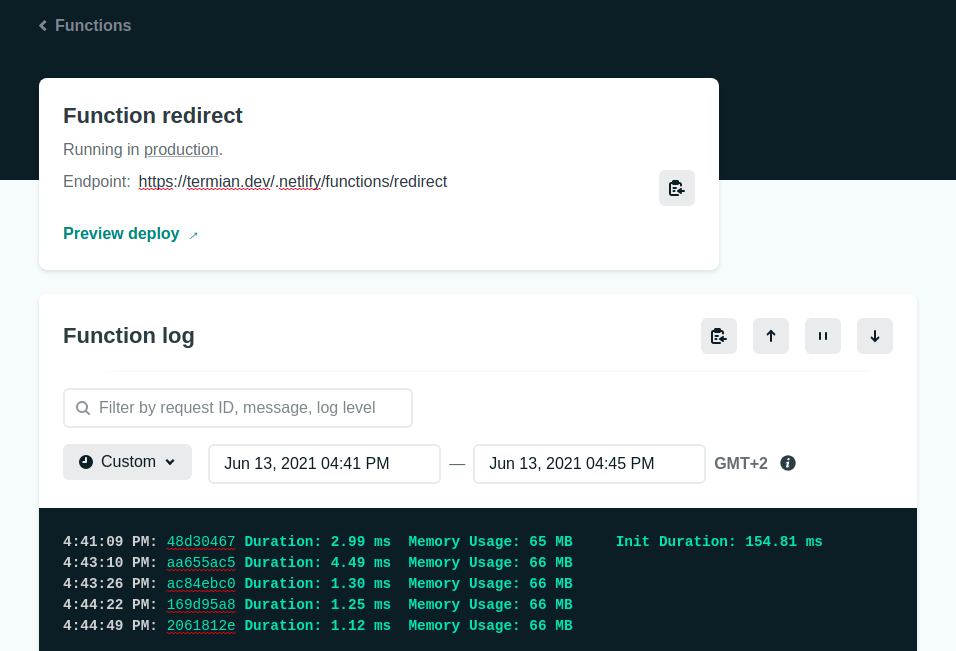 Functions
Function redirect
Running in production.
Endpoint: https://termian.dev/.netlify/functions/redirect
Preview deploy
Function log
Filter by request ID, message, log level
Custom Jun 13, 2021 04:41 PM — Jun 13, 2021 04:45 PM GMT+2
4:41:09 PM: 48d30467 Duration: 2.99 ms Memory Usage: 65 MB Init Duration: 154.81 ms
4:43:10 PM: aa655ac5 Duration: 4.49 ms Memory Usage: 66 MB
4:43:26 PM: ac84ebc0 Duration: 1.30 ms Memory Usage: 66 MB
4:44:22 PM: 169d95a8 Duration: 1.25 ms Memory Usage: 66 MB
4:44:49 PM: 2061812e Duration: 1.12 ms Memory Usage: 66 MB